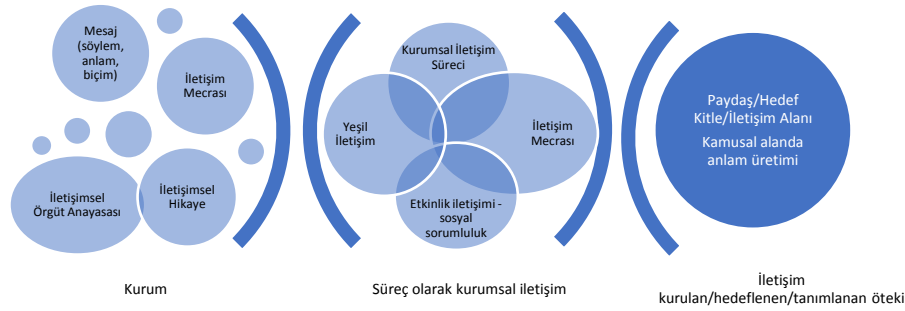 Mesaj
(söylem,
anlam,
biçim)
İletişim
Mecrası
İletişimsel
Örgüt Anayasası
İletişimsel
Hikaye
Kurumsal İletişim
Süreci
Yeşil
İletişim
İletişim
Mecrası
Etkinlik iletişimi -
sosyal
sorumluluk
Paydaş/Hedef
Kitle/İletişim Alanı
Kamusal alanda
anlam üretimi
Kurum
Süreç olarak kurumsal iletişim
İletişim
kurulan/hedeflenen/tanımlanan öteki